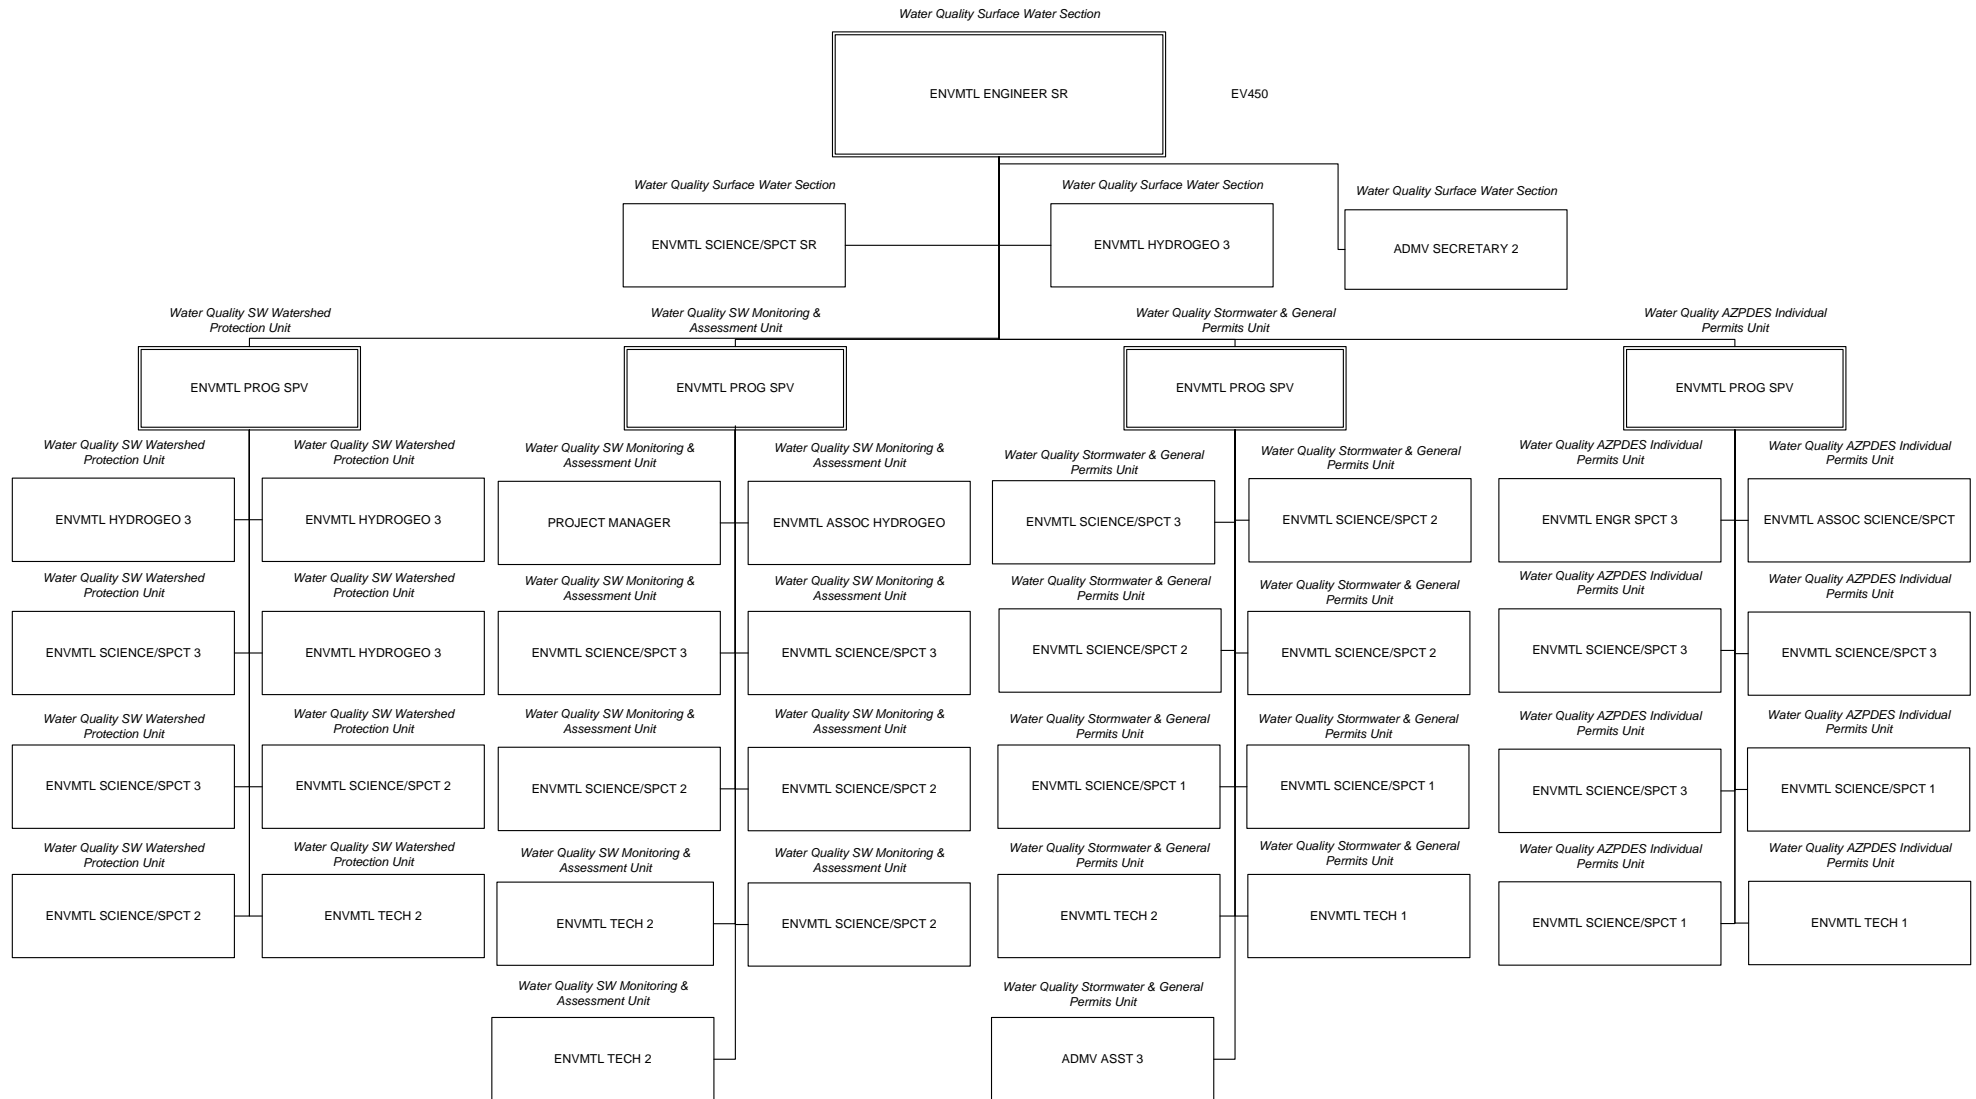 Water Quality Surface Water Section
ENVMTL ENGINEER SR
EV450
Water Quality Surface Water Section
ENVMTL SCIENCE/SPCT SR
Water Quality Surface Water Section
ENVMTL HYDROGEO 3
Water Quality Surface Water Section
ADMV SECRETARY 2
Water Quality SW Watershed
Protection Unit
ENVMTL PROG SPV
Water Quality SW Monitoring &
Assessment Unit
ENVMTL PROG SPV
Water Quality Stormwater & General
Permits Unit
ENVMTL PROG SPV
Water Quality AZPDES Individual
Permits Unit
ENVMTL PROG SPV
Water Quality SW Watershed
Protection Unit
ENVMTL HYDROGEO 3
Water Quality SW Watershed
Protection Unit
ENVMTL HYDROGEO 3
Water Quality SW Watershed
Protection Unit
ENVMTL SCIENCE/SPCT 3
Water Quality SW Watershed
Protection Unit
ENVMTL HYDROGEO 3
Water Quality SW Watershed
Protection Unit
ENVMTL SCIENCE/SPCT 3
Water Quality SW Watershed
Protection Unit
ENVMTL SCIENCE/SPCT 2
Water Quality SW Watershed
Protection Unit
ENVMTL SCIENCE/SPCT 2
Water Quality SW Watershed
Protection Unit
ENVMTL TECH 2
Water Quality SW Monitoring &
Assessment Unit
PROJECT MANAGER
Water Quality SW Monitoring &
Assessment Unit
ENVMTL ASSOC HYDROGEO
Water Quality SW Monitoring &
Assessment Unit
ENVMTL SCIENCE/SPCT 3
Water Quality SW Monitoring &
Assessment Unit
ENVMTL SCIENCE/SPCT 3
Water Quality SW Monitoring &
Assessment Unit
ENVMTL SCIENCE/SPCT 2
Water Quality SW Monitoring &
Assessment Unit
ENVMTL SCIENCE/SPCT 2
Water Quality SW Monitoring &
Assessment Unit
ENVMTL TECH 2
Water Quality SW Monitoring &
Assessment Unit
ENVMTL SCIENCE/SPCT 2
Water Quality SW Monitoring &
Assessment Unit
ENVMTL TECH 2
Water Quality Stormwater & General
Permits Unit
ENVMTL SCIENCE/SPCT 3
Water Quality Stormwater & General
Permits Unit
ENVMTL SCIENCE/SPCT 2
Water Quality Stormwater & General
Permits Unit
ENVMTL SCIENCE/SPCT 2
Water Quality Stormwater & General
Permits Unit
ENVMTL SCIENCE/SPCT 2
Water Quality Stormwater & General
Permits Unit
ENVMTL SCIENCE/SPCT 1
Water Quality Stormwater & General
Permits Unit
ENVMTL SCIENCE/SPCT 1
Water Quality Stormwater & General
Permits Unit
ENVMTL TECH 2
Water Quality Stormwater & General
Permits Unit
ENVMTL TECH 1
Water Quality Stormwater & General
Permits Unit
ADMV ASST 3
Water Quality AZPDES Individual
Permits Unit
ENVMTL ENGR SPCT 3
Water Quality AZPDES Individual
Permits Unit
ENVMTL ASSOC SCIENCE/SPCT
Water Quality AZPDES Individual
Permits Unit
ENVMTL SCIENCE/SPCT 3
Water Quality AZPDES Individual
Permits Unit
ENVMTL SCIENCE/SPCT 3
Water Quality AZPDES Individual
Permits Unit
ENVMTL SCIENCE/SPCT 3
Water Quality AZPDES Individual
Permits Unit
ENVMTL SCIENCE/SPCT 1
Water Quality AZPDES Individual
Permits Unit
ENVMTL SCIENCE/SPCT 1
Water Quality AZPDES Individual
Permits Unit
ENVMTL TECH 1